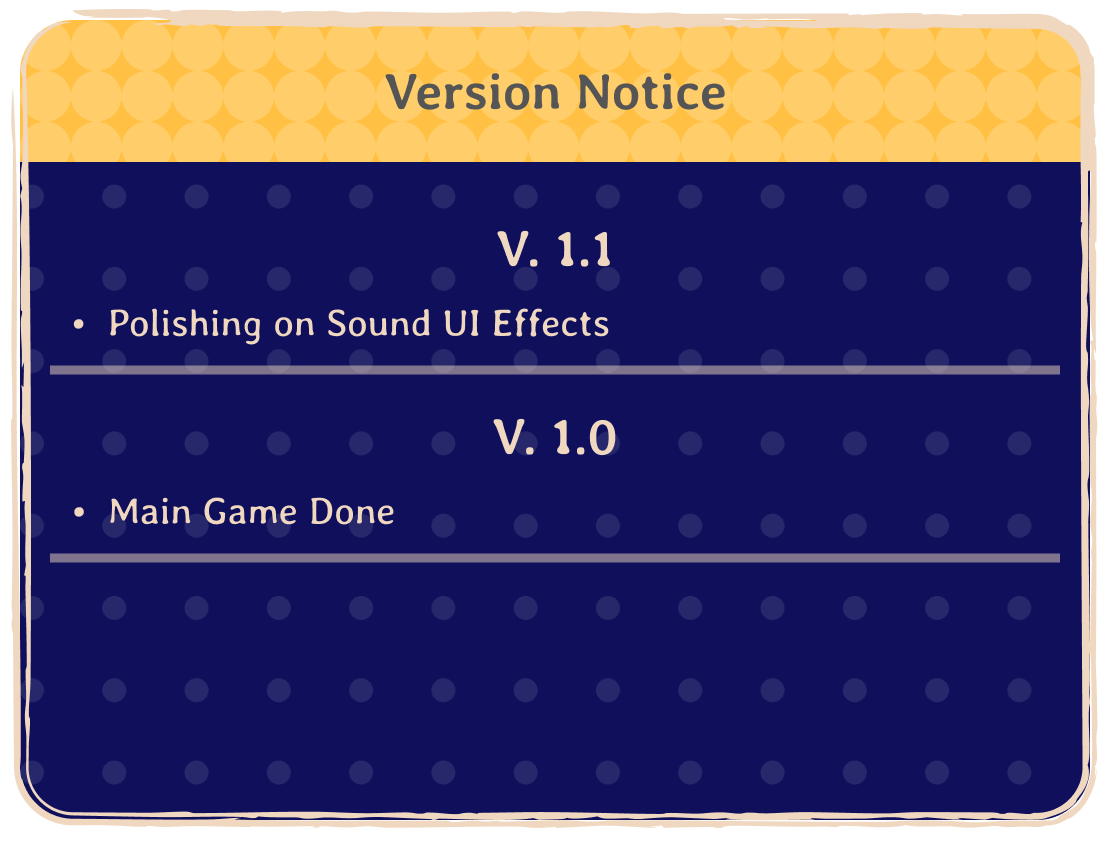 Version Notice
V. 1.1
• Polishing on Sound UI Effects
V. 1.0
• Main Game Done